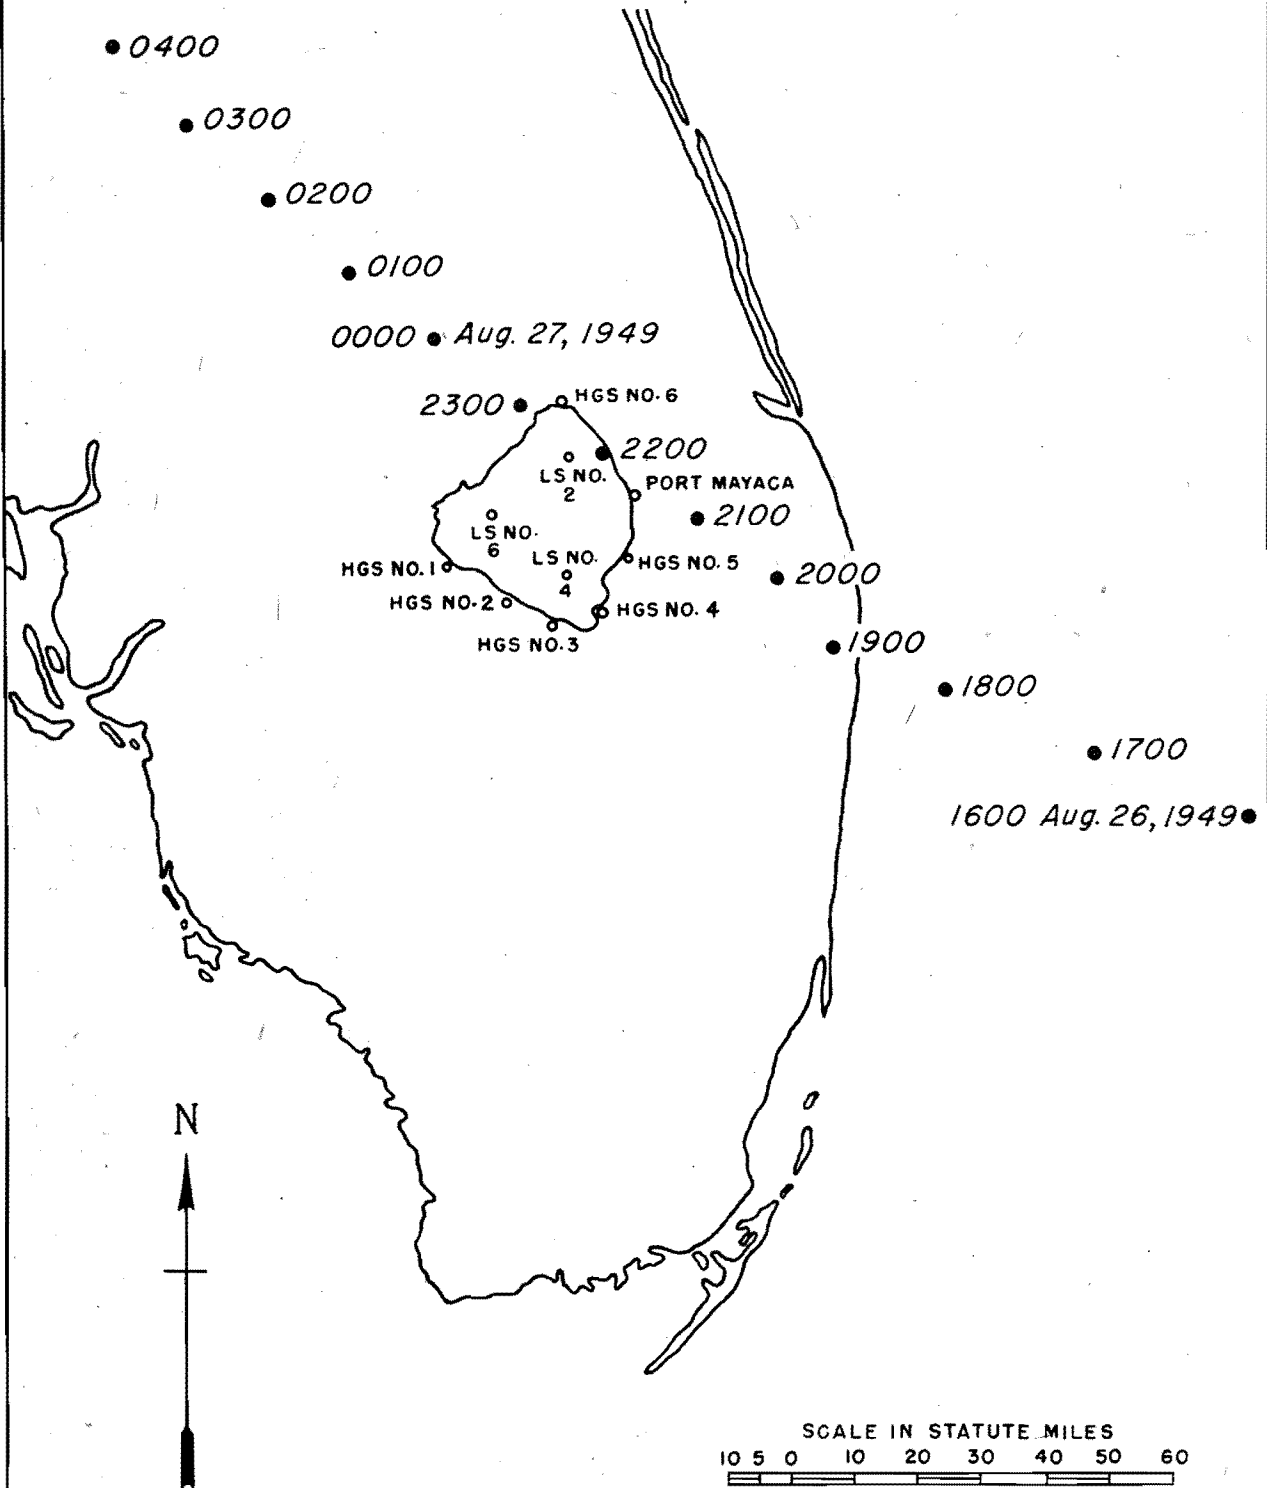 0400
0300
0200
0100
0000 Aug. 27, 1949
2300
HGS NO. 6
2200
LS NO.
2
PORT MAYACA
2100
LS NO.
6
LS NO.
4
HGS NO. 5
HGS NO. 1
2000
HGS NO. 2
HGS NO. 4
HGS NO. 3
1900
1800
1700
1600 Aug. 26, 1949
N
SCALE IN STATUTE MILES
10 5 0 10 20 30 40 50 60